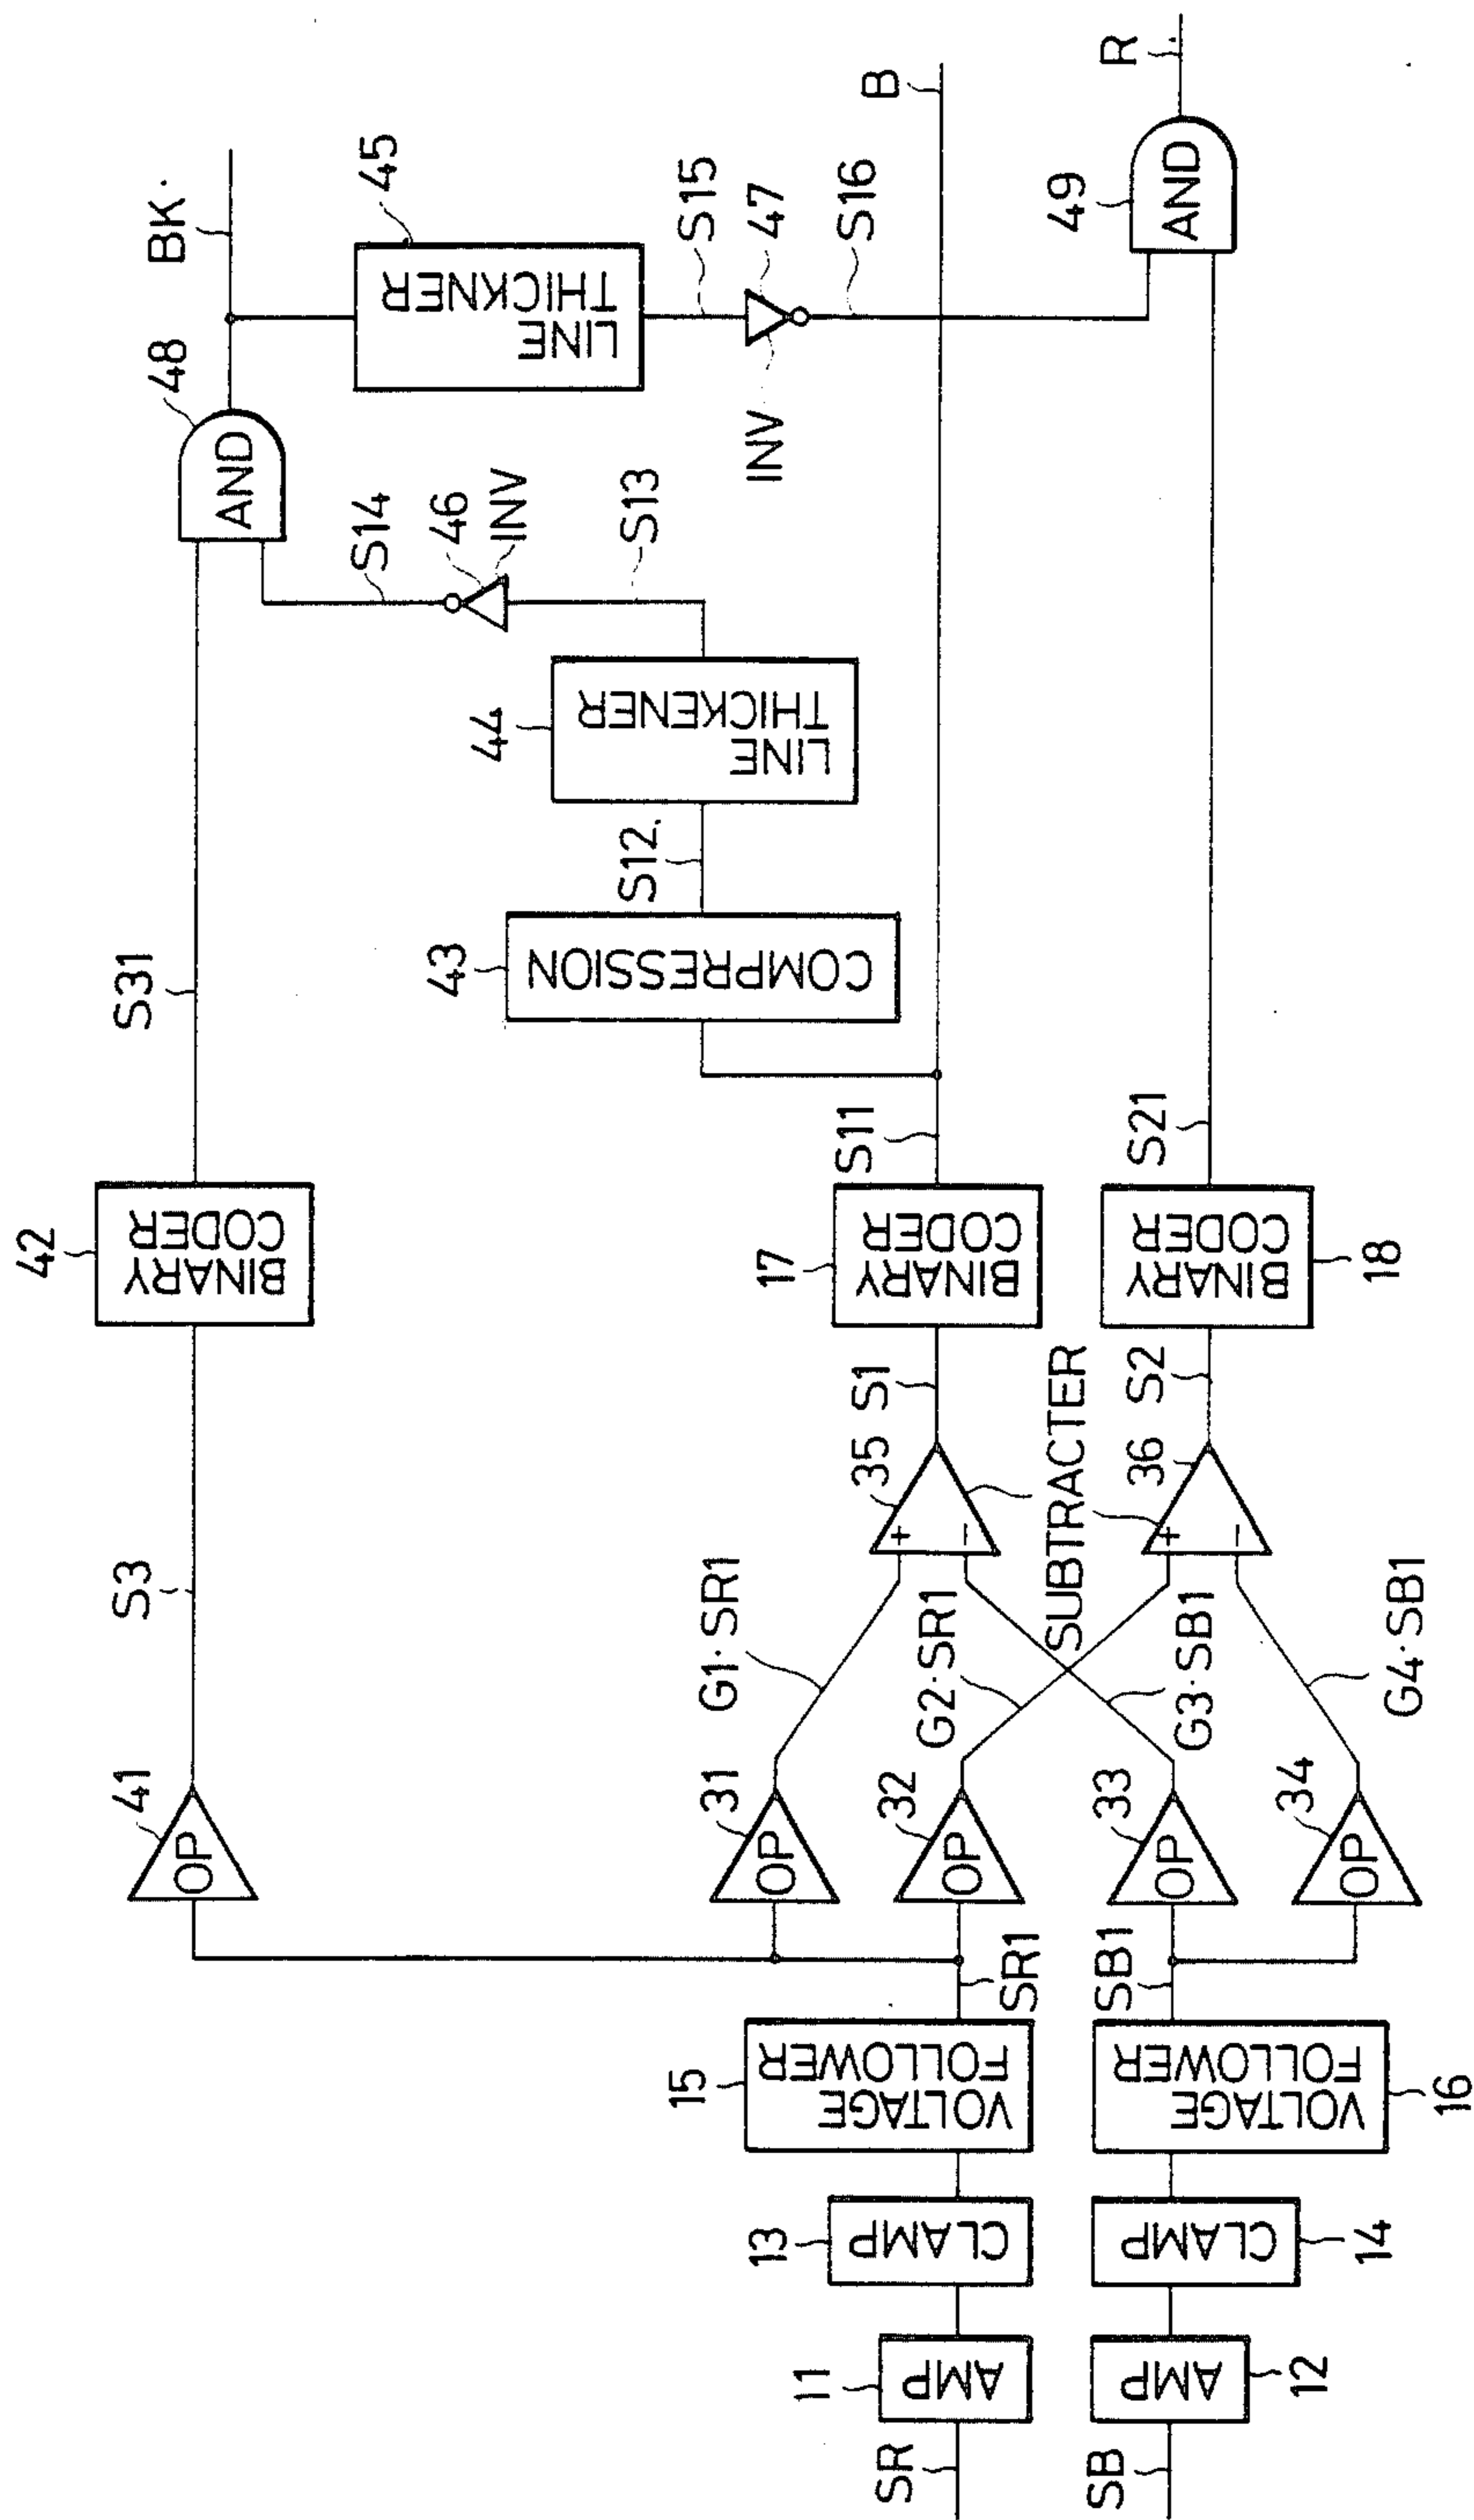 SR
SB
11
AMP
12
AMP
13
CLAMP
14
CLAMP
15
VOLTAGE
FOLLOWER
16
VOLTAGE
FOLLOWER
SR1
SB1
41
OP
31
OP
32
OP
33
OP
34
OP
S3
G1·SR1
G2·SR1
G3·SB1
G4·SB1
35
+
−
36
+
−
SUBTRACTER
S1
S2
42
BINARY
CODER
17
BINARY
CODER
18
BINARY
CODER
S31
S11
S21
43
COMPRESSION
S12
44
LINE
THICKENER
S13
46
INV
S14
48
AND
BK
45
LINE
THICKNER
S15
47
INV
S16
B
49
AND
R